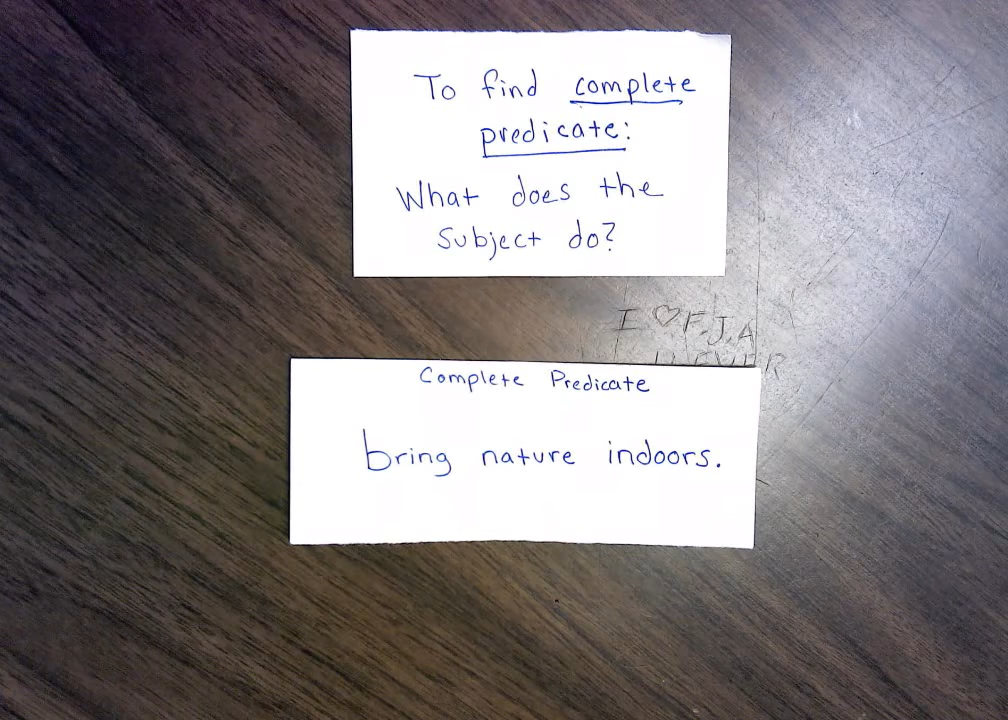 To find complete
predicate:
What does the
subject do?
I ♡ F.J.A
Complete Predicate
bring nature indoors.